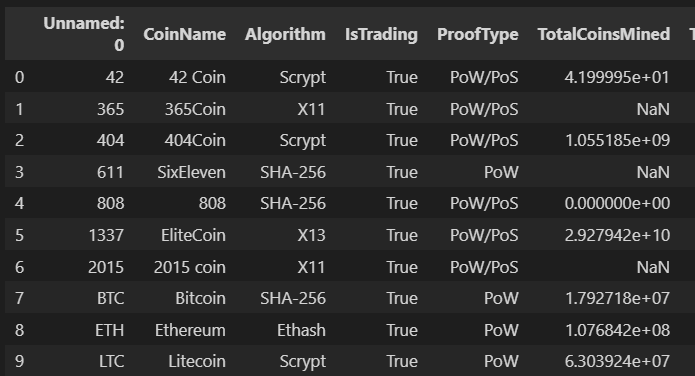 Unnamed: 0 CoinName Algorithm IsTrading ProofType TotalCoinsMined
0 42 42 Coin Scrypt True PoW/PoS 4.199995e+01
1 365 365Coin X11 True PoW/PoS NaN
2 404 404Coin Scrypt True PoW/PoS 1.055185e+09
3 611 SixEleven SHA-256 True PoW NaN
4 808 808 SHA-256 True PoW/PoS 0.000000e+00
5 1337 EliteCoin X13 True PoW/PoS 2.927942e+10
6 2015 2015 coin X11 True PoW/PoS NaN
7 BTC Bitcoin SHA-256 True PoW 1.792718e+07
8 ETH Ethereum Ethash True PoW 1.076842e+08
9 LTC Litecoin Scrypt True PoW 6.303924e+07